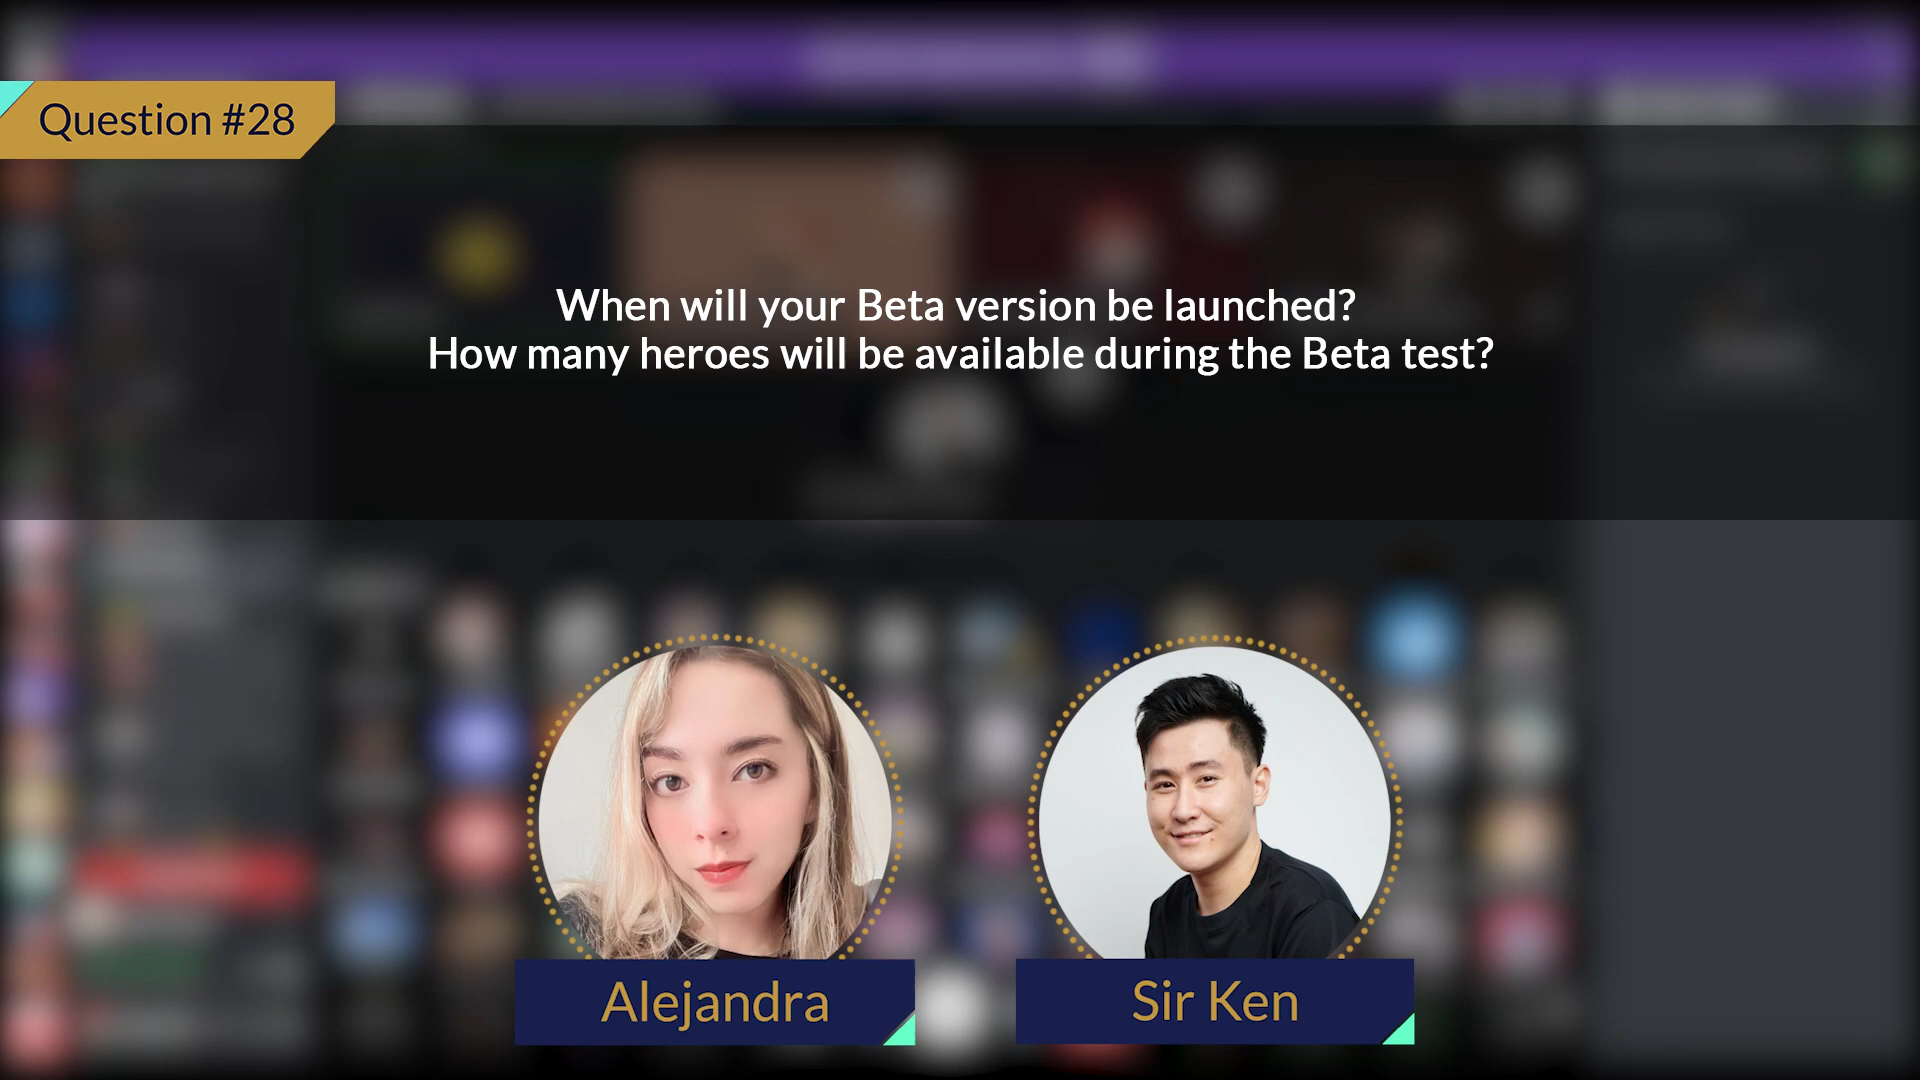 Question #28
When will your Beta version be launched?
How many heroes will be available during the Beta test?
Alejandra
Sir Ken